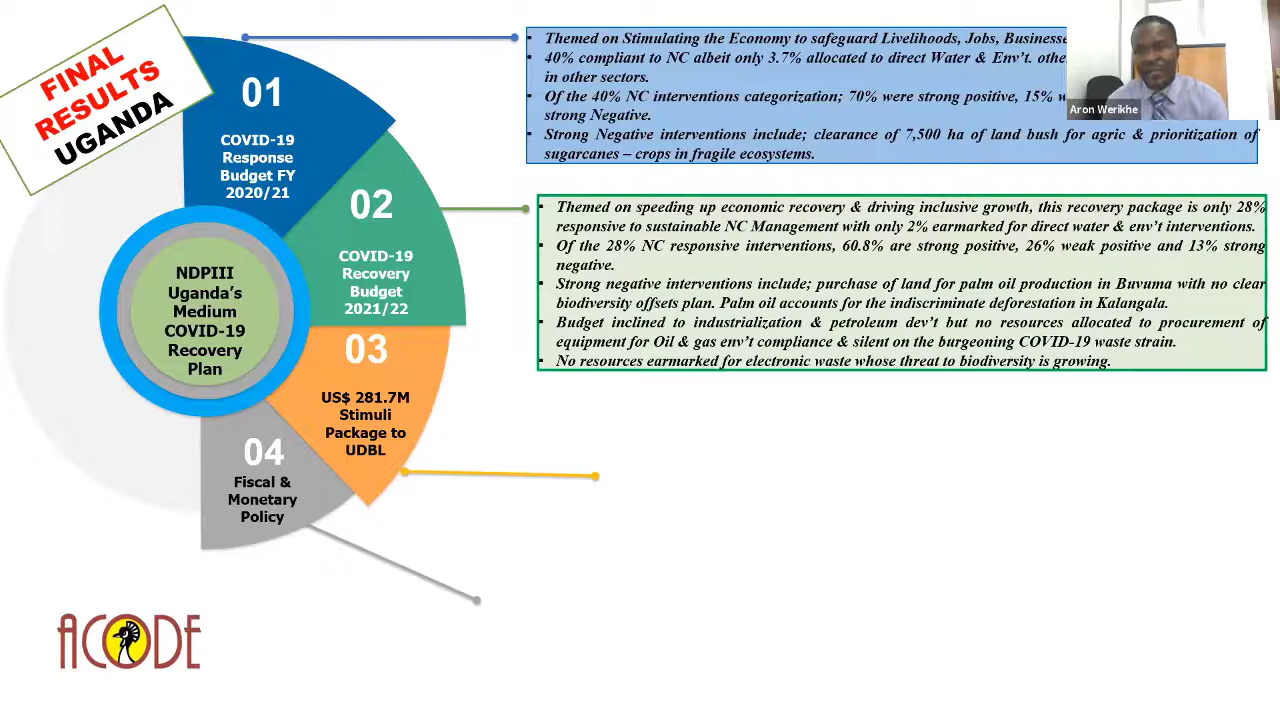 FINAL
RESULTS
UGANDA
01
COVID-19
Response
Budget FY
2020/21
02
COVID-19
Recovery
Budget
2021/22
03
US$ 281.7M
Stimuli
Package to
UDBL
04
Fiscal &
Monetary
Policy
NDPIII
Uganda's
Medium
COVID-19
Recovery
Plan
Themed on Stimulating the Economy to safeguard Livelihoods, Jobs,
40% compliant to NC albeit only 3.7% allocated to direct Water & Env't.
in other sectors.
Of the 40% NC interventions categorization; 70% were strong positive, 15%
strong Negative.
Strong Negative interventions include; clearance of 7,500 ha of land bush for agric & prioritization of
sugarcanes – crops in fragile ecosystems.
Aron Werikhe
Themed on speeding up economic recovery & driving inclusive growth, this recovery package is only 28%
responsive to sustainable NC Management with only 2% earmarked for direct water & env't interventions.
Of the 28% NC responsive interventions, 60.8% are strong positive, 26% weak positive and 13% strong
negative.
Strong negative interventions include; purchase of land for palm oil production in Buvuma with no clear
biodiversity offsets plan. Palm oil accounts for the indiscriminate deforestation in Kalangala.
Budget inclined to industrialization & petroleum dev't but no resources allocated to procurement of
equipment for Oil & gas env't compliance & silent on the burgeoning COVID-19 waste strain.
No resources earmarked for electronic waste whose threat to biodiversity is growing.
ACODE